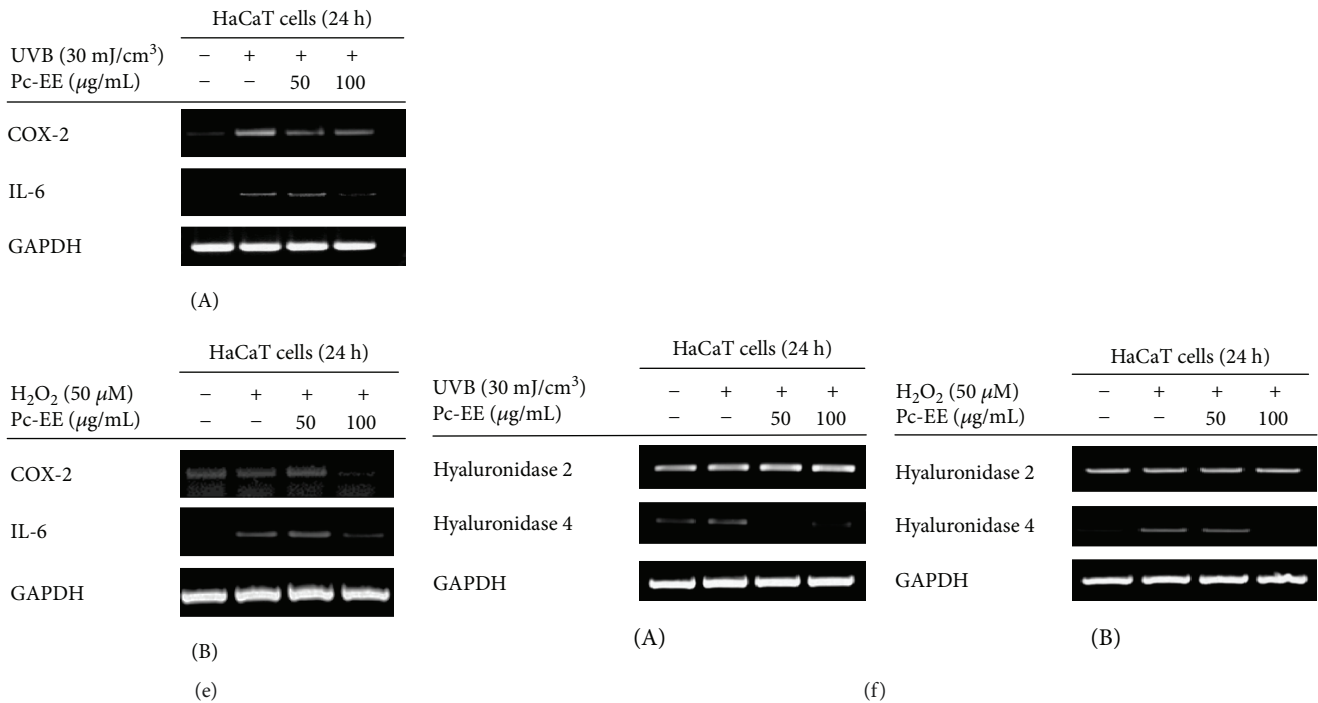 HaCaT cells (24 h)
UVB (30 mJ/cm³) − + + +
Pc-EE (μg/mL) − − 50 100
COX-2
IL-6
GAPDH
(A)
HaCaT cells (24 h)
H₂O₂ (50 μM) − + + +
Pc-EE (μg/mL) − − 50 100
COX-2
IL-6
GAPDH
(B)
(e)
HaCaT cells (24 h)
UVB (30 mJ/cm³) − + + +
Pc-EE (μg/mL) − − 50 100
Hyaluronidase 2
Hyaluronidase 4
GAPDH
(A)
HaCaT cells (24 h)
H₂O₂ (50 μM) − + + +
Pc-EE (μg/mL) − − 50 100
Hyaluronidase 2
Hyaluronidase 4
GAPDH
(B)
(f)